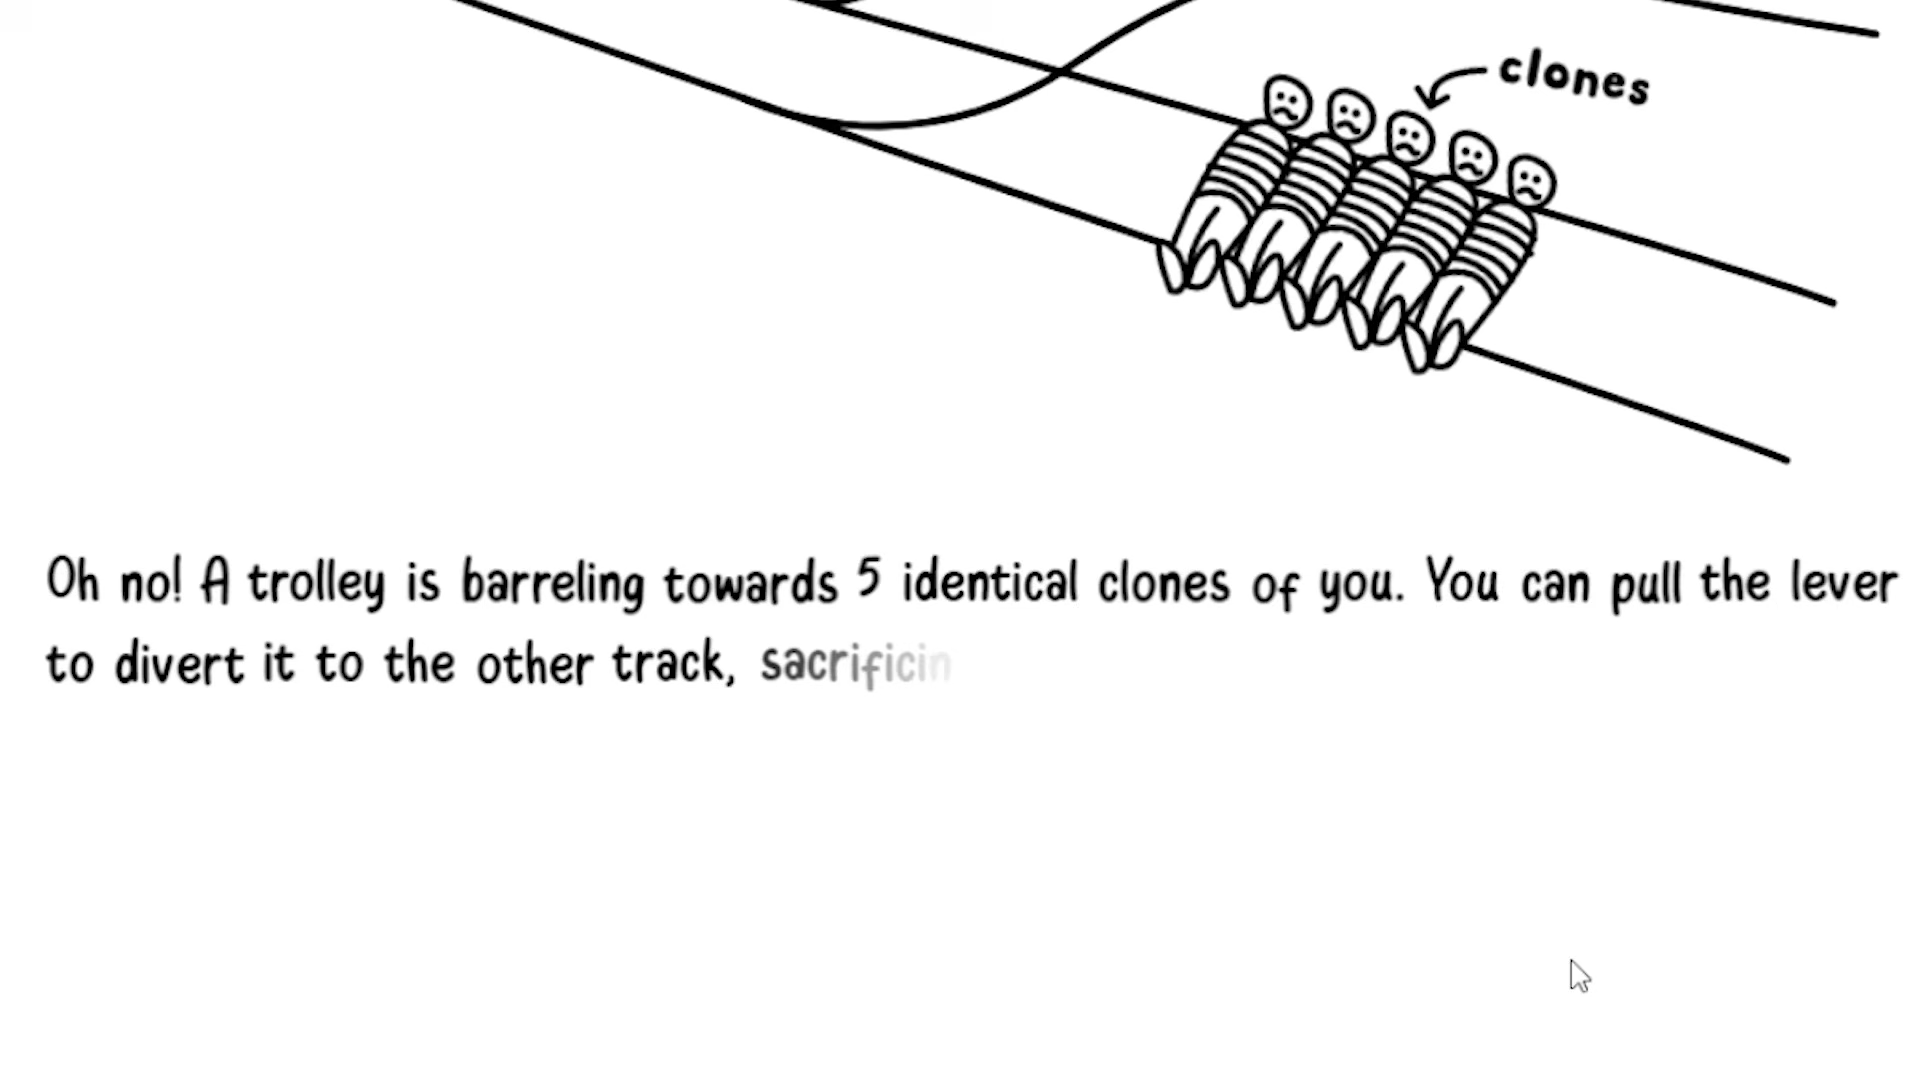 clones
Oh no! A trolley is barreling towards 5 identical clones of you. You can pull the lever
to divert it to the other track, sacrificin